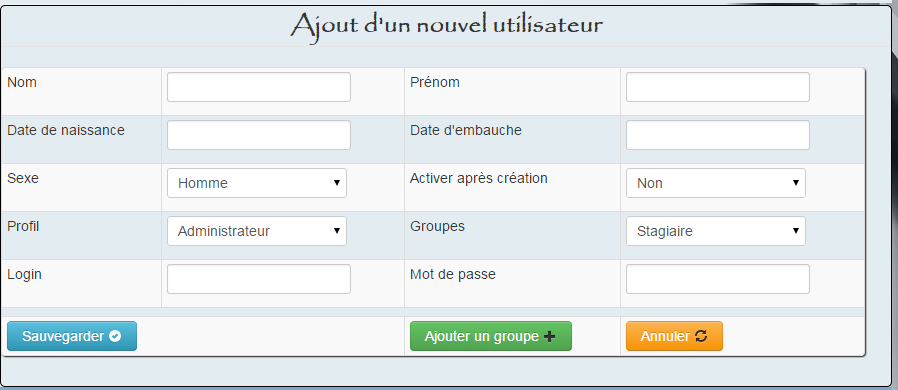 Ajout d'un nouvel utilisateur
Nom Prénom
Date de naissance Date d'embauche
Sexe Homme Activer après création Non
Profil Administrateur Groupes Stagiaire
Login Mot de passe
Sauvegarder Ajouter un groupe Annuler